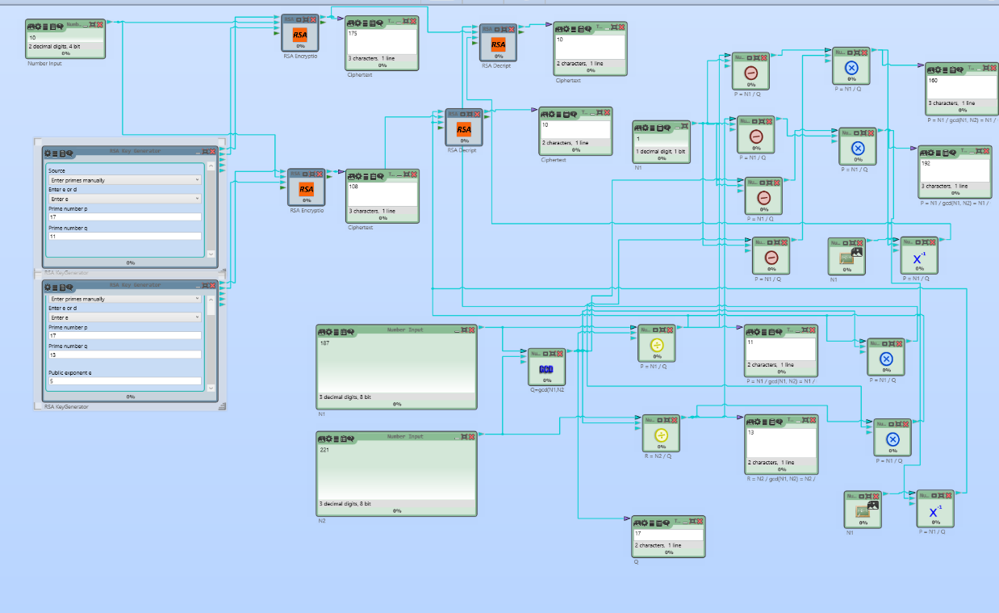 Numb...
10
2 decimal digits, 4 bit
0%
Number Input
RSA
RSA
0%
RSA Encryptio
T...
175
3 characters, 1 line
0%
Ciphertext
RSA
RSA
0%
RSA Decript
T...
10
2 characters, 1 line
0%
Ciphertext
RSA
RSA
0%
RSA Decript
T...
10
2 characters, 1 line
0%
Ciphertext
RSA Key Generator
Source
Enter primes manually
Enter e or d
Enter e
Prime number p
17
Prime number q
11
0%
RSA KeyGenerator
RSA
RSA
0%
RSA Encryptio
T...
108
3 characters, 1 line
0%
Ciphertext
RSA Key Generator
Enter primes manually
Enter e or d
Enter e
Prime number p
17
Prime number q
13
Public exponent e
5
0%
RSA KeyGenerator
Nu...
0%
P = N1 / Q
Nu...
0%
P = N1 / Q
T...
160
3 characters, 1 line
0%
P = N1 / gcd(N1, N2) = N1 /
1
1 decimal digit, 1 bit
0%
N1
Nu...
0%
P = N1 / Q
Nu...
0%
P = N1 / Q
T...
192
3 characters, 1 line
0%
P = N1 / gcd(N1, N2) = N1 /
Nu...
0%
P = N1 / Q
Nu...
0%
P = N1 / Q
Nu...
0%
N1
Nu...
X-1
0%
P = N1 / Q
Number Input
187
3 decimal digits, 8 bit
0%
N1
Nu...
GCD
0%
Q=gcd(N1,N2
Nu...
0%
P = N1 / Q
T...
11
2 characters, 1 line
0%
P = N1 / gcd(N1, N2) = N1 /
Nu...
0%
P = N1 / Q
Number Input
221
3 decimal digits, 8 bit
0%
N2
Nu...
0%
R = N2 / Q
T...
13
2 characters, 1 line
0%
R = N2 / gcd(N1, N2) = N2 /
Nu...
0%
P = N1 / Q
T...
17
2 characters, 1 line
0%
Q
Nu...
0%
N1
Nu...
X-1
0%
P = N1 / Q